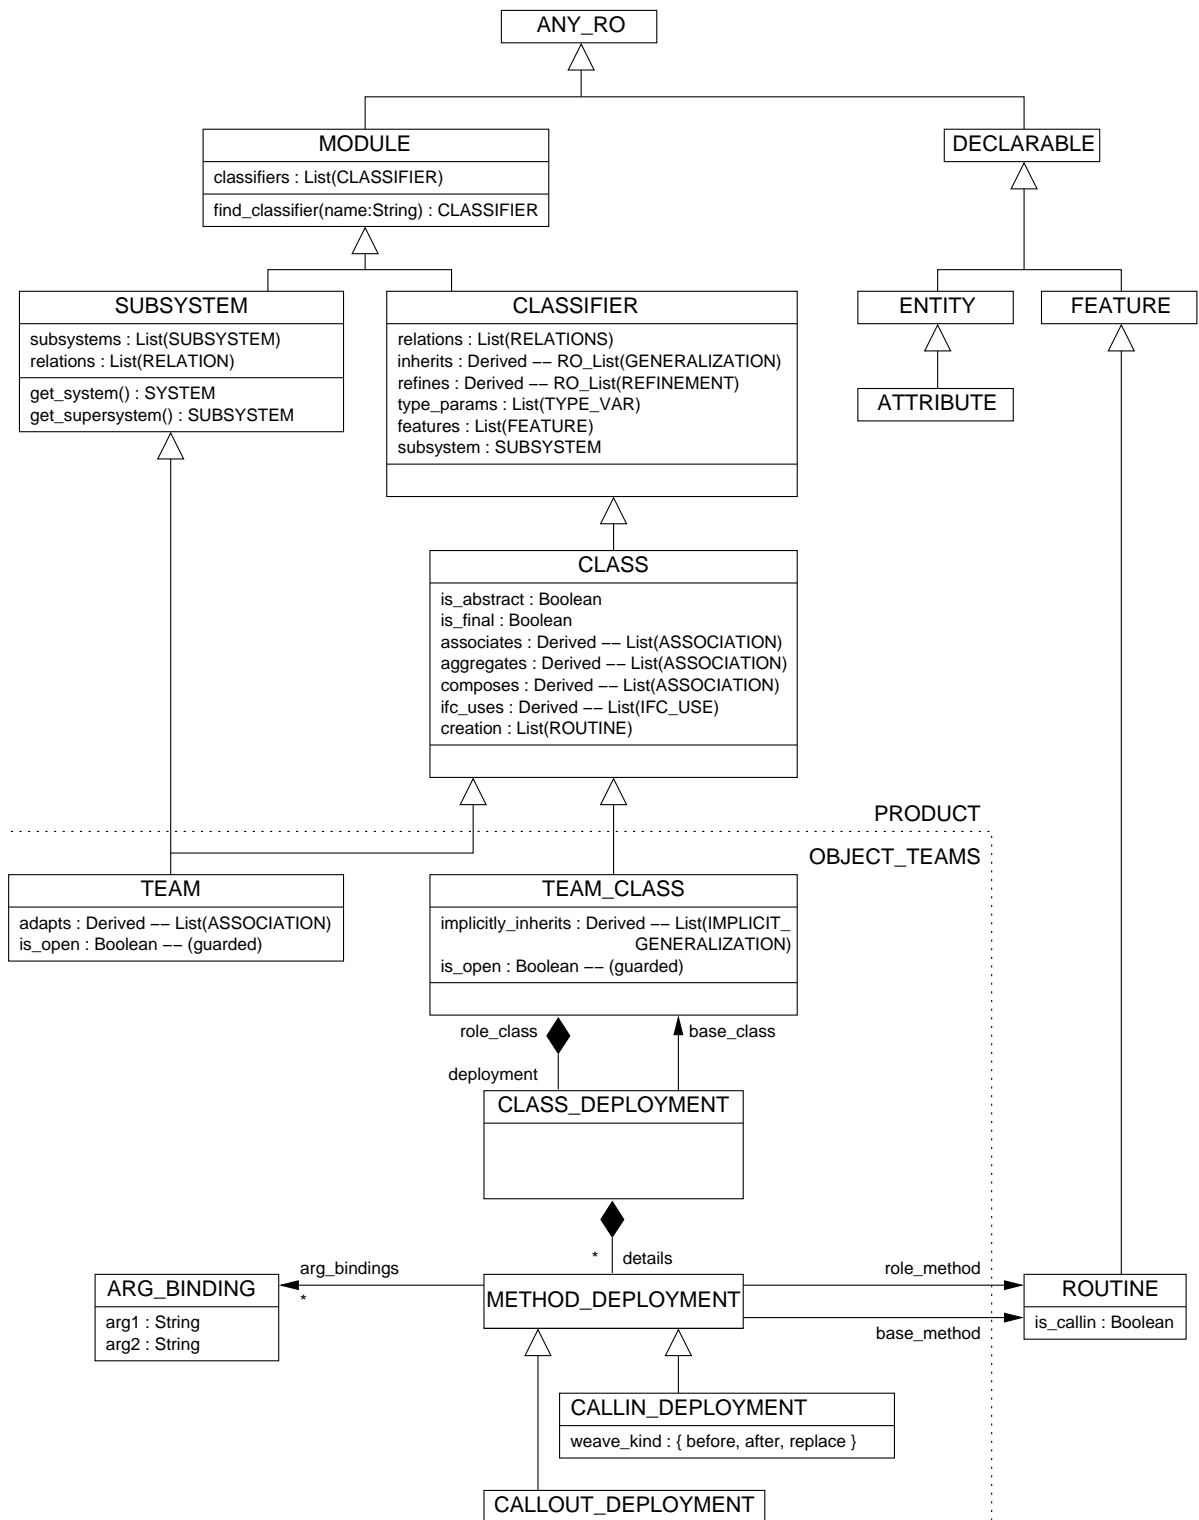 ANY_RO
MODULE
classifiers : List(CLASSIFIER)
find_classifier(name:String) : CLASSIFIER
DECLARABLE
SUBSYSTEM
subsystems : List(SUBSYSTEM)
relations : List(RELATION)
get_system() : SYSTEM
get_supersystem() : SUBSYSTEM
CLASSIFIER
relations : List(RELATIONS)
inherits : Derived −− RO_List(GENERALIZATION)
refines : Derived −− RO_List(REFINEMENT)
type_params : List(TYPE_VAR)
features : List(FEATURE)
subsystem : SUBSYSTEM
ENTITY
FEATURE
ATTRIBUTE
CLASS
is_abstract : Boolean
is_final : Boolean
associates : Derived −− List(ASSOCIATION)
aggregates : Derived −− List(ASSOCIATION)
composes : Derived −− List(ASSOCIATION)
ifc_uses : Derived −− List(IFC_USE)
creation : List(ROUTINE)
PRODUCT
OBJECT_TEAMS
TEAM
adapts : Derived −− List(ASSOCIATION)
is_open : Boolean −− (guarded)
TEAM_CLASS
implicitly_inherits : Derived −− List(IMPLICIT_
GENERALIZATION)
is_open : Boolean −− (guarded)
role_class
base_class
deployment
CLASS_DEPLOYMENT
* details
arg_bindings
*
ARG_BINDING
arg1 : String
arg2 : String
METHOD_DEPLOYMENT
role_method
base_method
ROUTINE
is_callin : Boolean
CALLIN_DEPLOYMENT
weave_kind : { before, after, replace }
CALLOUT_DEPLOYMENT